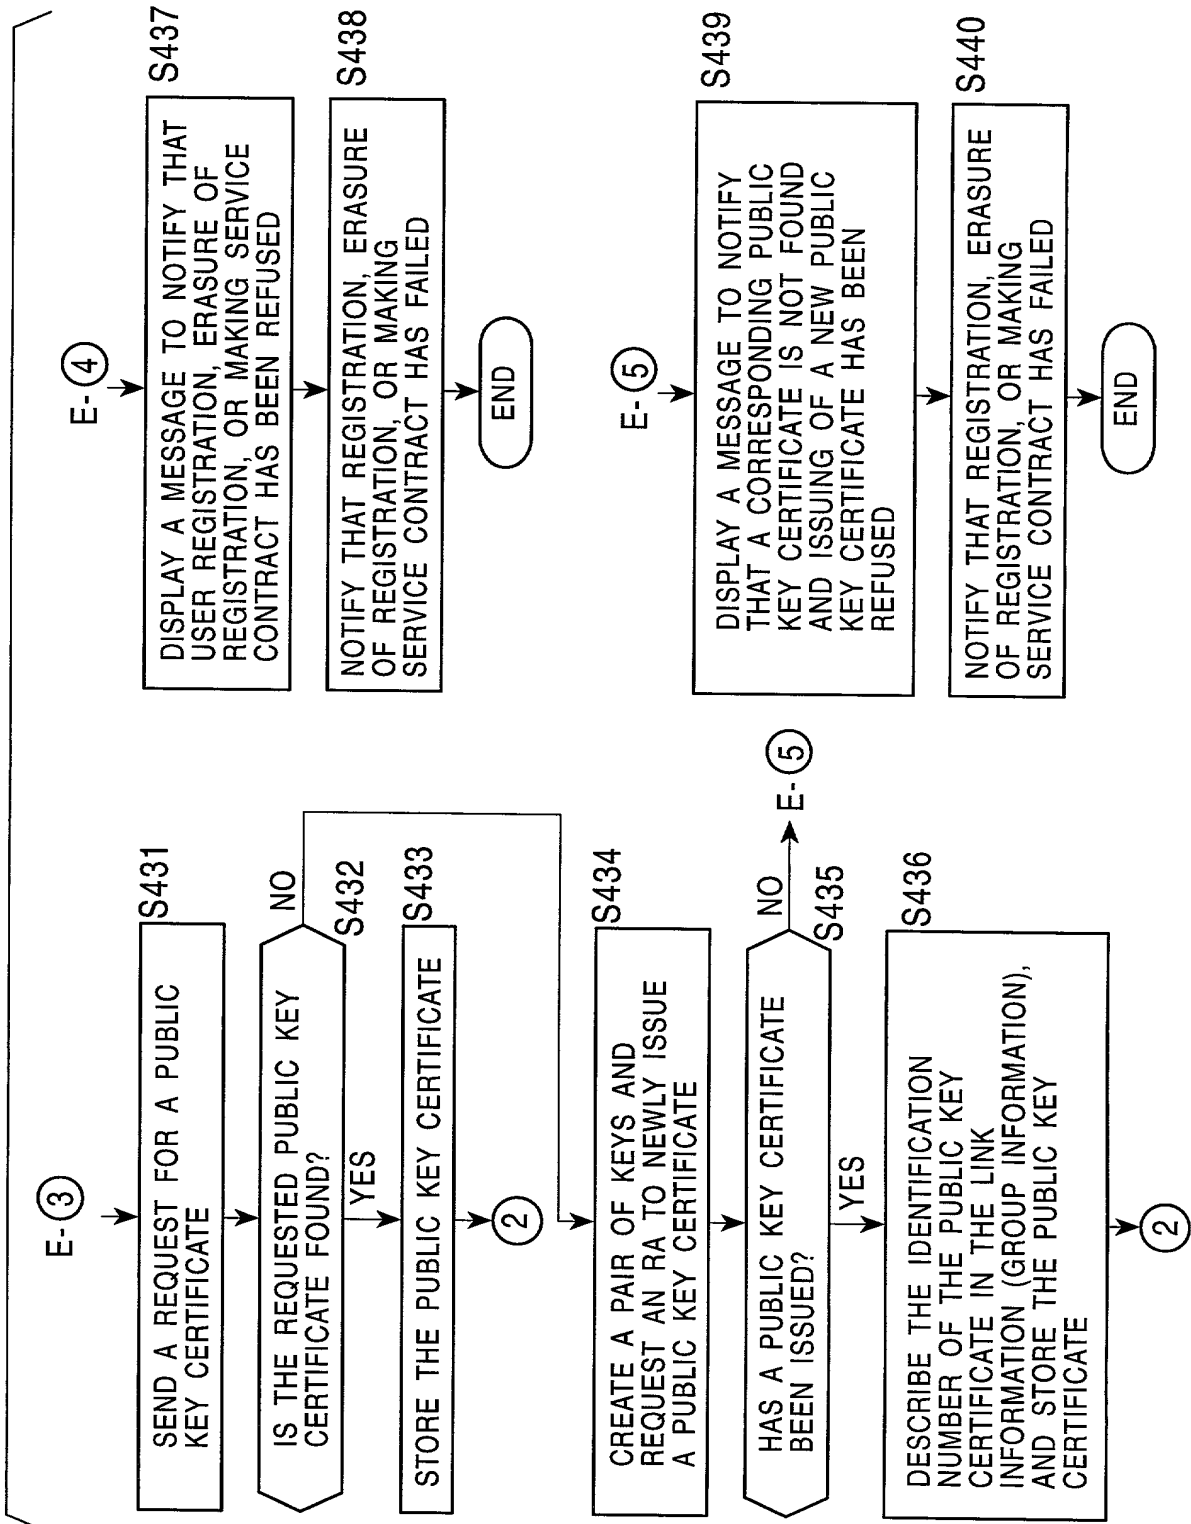 E-3
S431
SEND A REQUEST FOR A PUBLIC
KEY CERTIFICATE
IS THE REQUESTED PUBLIC KEY
CERTIFICATE FOUND?
NO
S432
YES
S433
STORE THE PUBLIC KEY CERTIFICATE
2
S434
CREATE A PAIR OF KEYS AND
REQUEST AN RA TO NEWLY ISSUE
A PUBLIC KEY CERTIFICATE
HAS A PUBLIC KEY CERTIFICATE
BEEN ISSUED?
NO
E-5
S435
YES
S436
DESCRIBE THE IDENTIFICATION
NUMBER OF THE PUBLIC KEY
CERTIFICATE IN THE LINK
INFORMATION (GROUP INFORMATION),
AND STORE THE PUBLIC KEY
CERTIFICATE
2
E-4
S437
DISPLAY A MESSAGE TO NOTIFY THAT
USER REGISTRATION, ERASURE OF
REGISTRATION, OR MAKING SERVICE
CONTRACT HAS BEEN REFUSED
S438
NOTIFY THAT REGISTRATION, ERASURE
OF REGISTRATION, OR MAKING
SERVICE CONTRACT HAS FAILED
END
E-5
S439
DISPLAY A MESSAGE TO NOTIFY
THAT A CORRESPONDING PUBLIC
KEY CERTIFICATE IS NOT FOUND
AND ISSUING OF A NEW PUBLIC
KEY CERTIFICATE HAS BEEN
REFUSED
S440
NOTIFY THAT REGISTRATION, ERASURE
OF REGISTRATION, OR MAKING
SERVICE CONTRACT HAS FAILED
END